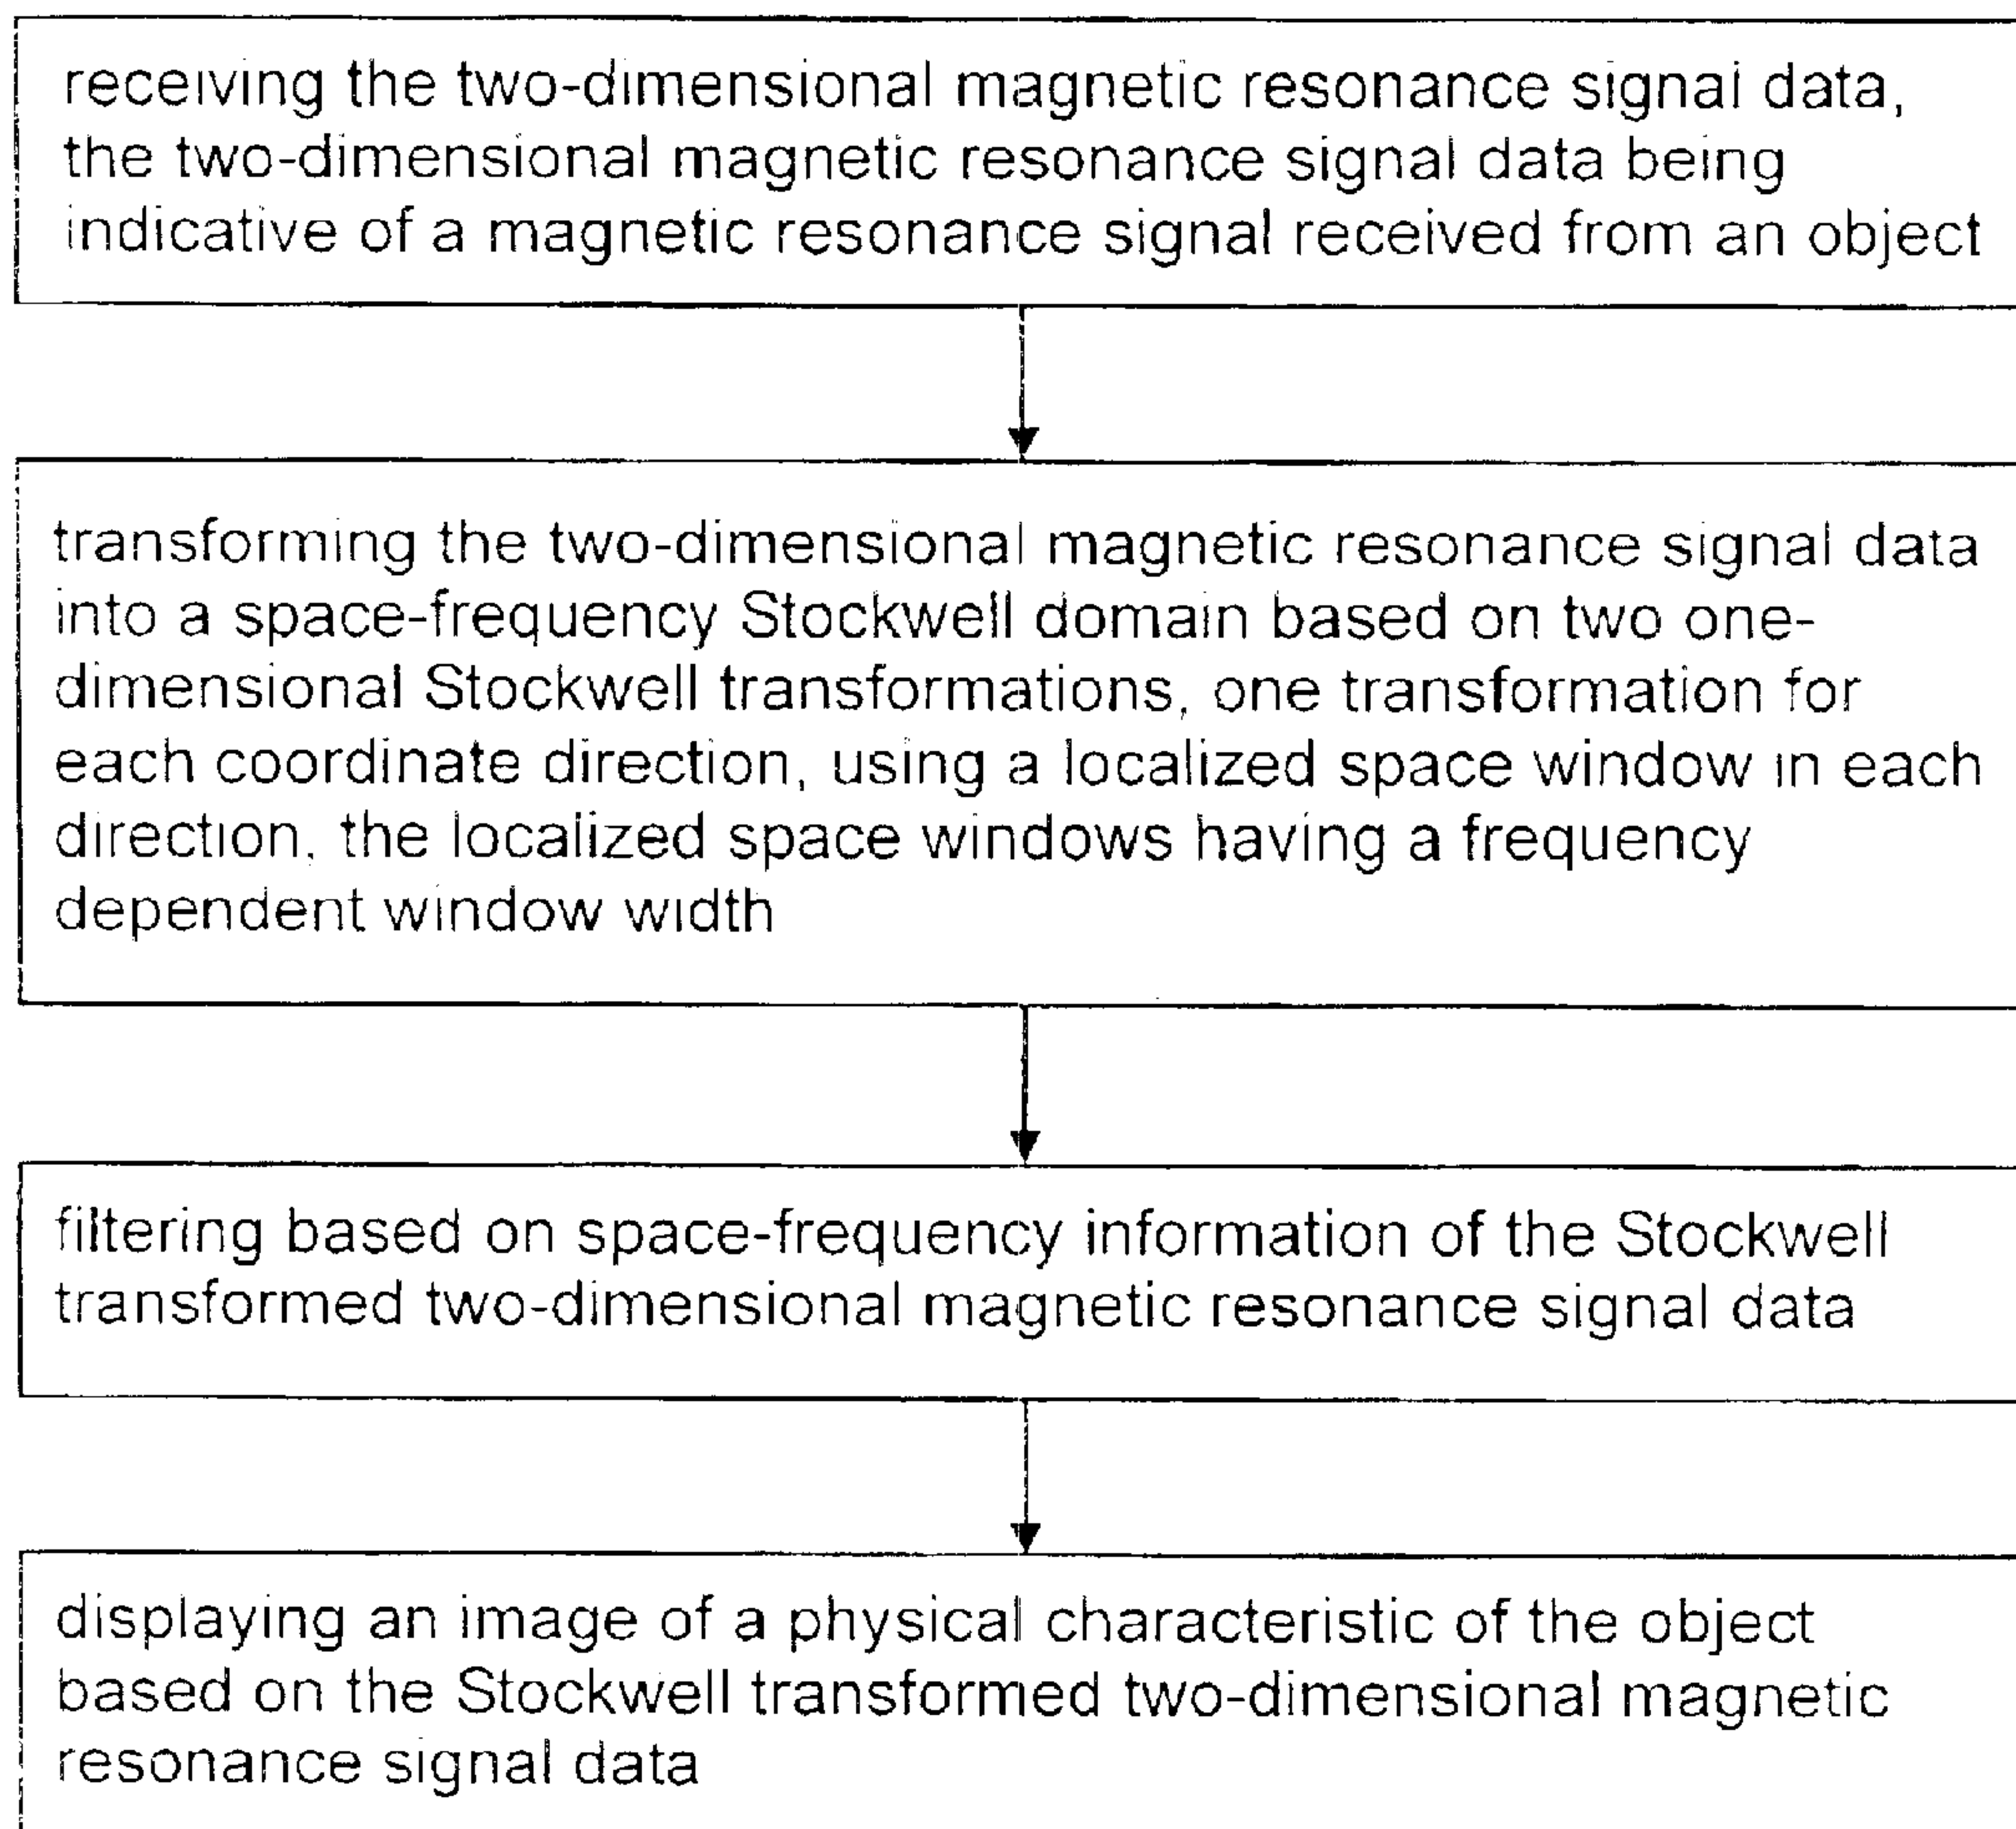 receiving the two-dimensional magnetic resonance signal data,
the two-dimensional magnetic resonance signal data being
indicative of a magnetic resonance signal received from an object
transforming the two-dimensional magnetic resonance signal data
into a space-frequency Stockwell domain based on two one-
dimensional Stockwell transformations, one transformation for
each coordinate direction, using a localized space window in each
direction, the localized space windows having a frequency
dependent window width
filtering based on space-frequency information of the Stockwell
transformed two-dimensional magnetic resonance signal data
displaying an image of a physical characteristic of the object
based on the Stockwell transformed two-dimensional magnetic
resonance signal data